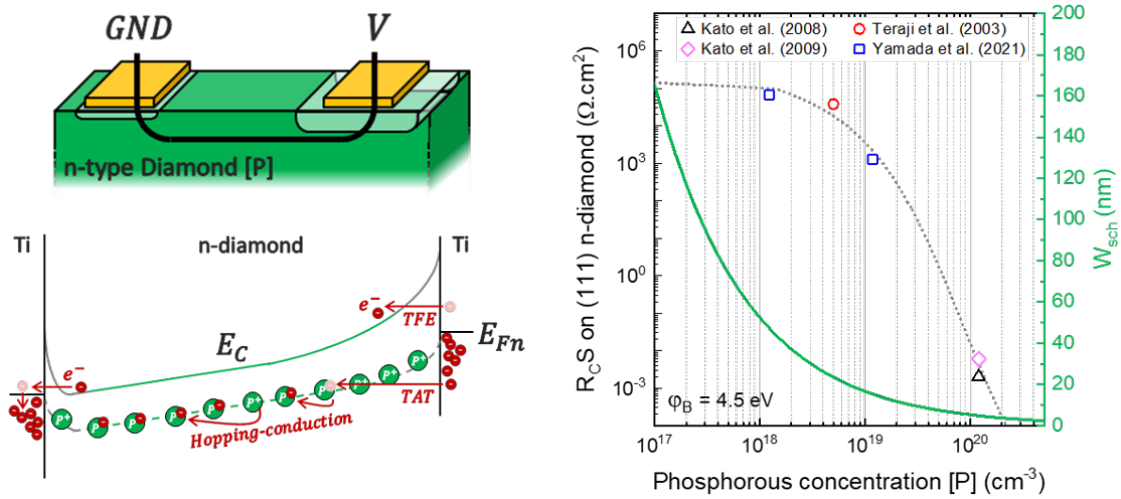 GND
V
n-type Diamond [P]
Ti
n-diamond
Ti
e⁻
TFE
E_C
E_Fn
e⁻
P⁺
P⁺
P⁺
P⁺
P⁺
TAT
Hopping-conduction
Kato et al. (2008)
Teraji et al. (2003)
Kato et al. (2009)
Yamada et al. (2021)
R_CS on (111) n-diamond (Ω.cm²)
10⁶
10³
10⁰
10⁻³
φ_B = 4.5 eV
10¹⁷
10¹⁸
10¹⁹
10²⁰
Phosphorous concentration [P] (cm⁻³)
200
180
160
140
120
100
80
60
40
20
0
W_sch (nm)